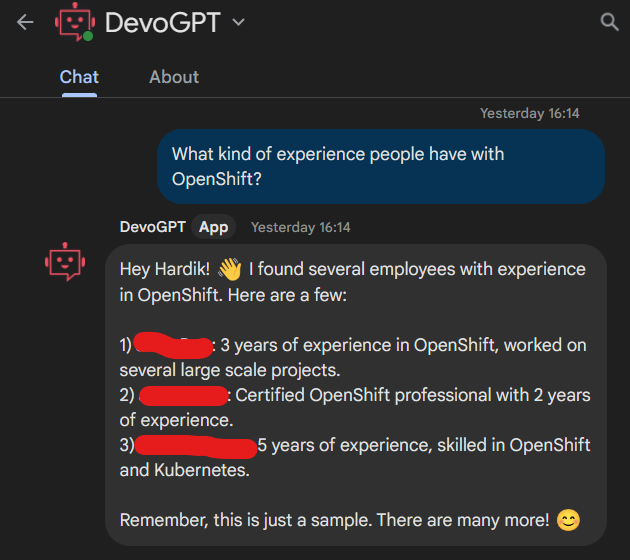 DevoGPT
Chat About
Yesterday 16:14
What kind of experience people have with
OpenShift?
DevoGPT App Yesterday 16:14
Hey Hardik! 👋 I found several employees with experience
in OpenShift. Here are a few:
1) : 3 years of experience in OpenShift, worked on
several large scale projects.
2) : Certified OpenShift professional with 2 years
of experience.
3) 5 years of experience, skilled in OpenShift
and Kubernetes.
Remember, this is just a sample. There are many more! 😊